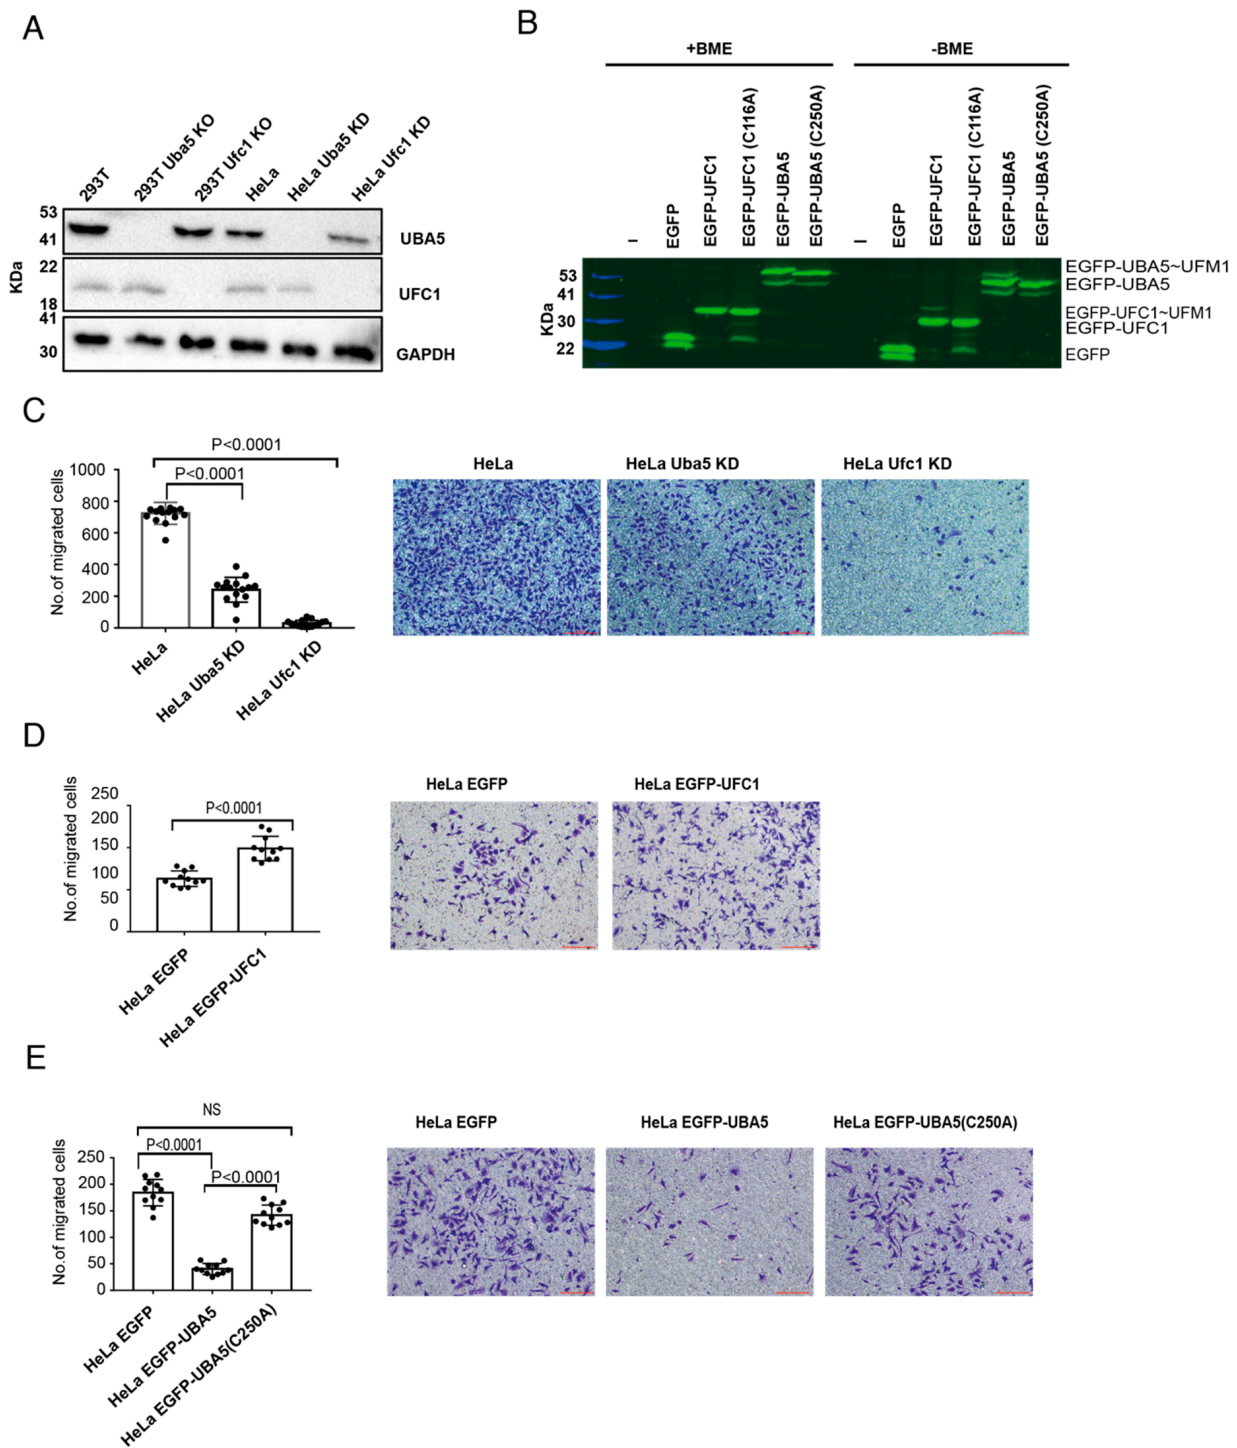 A
293T
293T Uba5 KO
293T Ufc1 KO
HeLa
HeLa Uba5 KD
HeLa Ufc1 KD
KDa
53
41
UBA5
22
18
UFC1
41
30
GAPDH
B
+BME
-BME
–
EGFP
EGFP-UFC1
EGFP-UFC1 (C116A)
EGFP-UBA5
EGFP-UBA5 (C250A)
–
EGFP
EGFP-UFC1
EGFP-UFC1 (C116A)
EGFP-UBA5
EGFP-UBA5 (C250A)
KDa
53
41
30
22
EGFP-UBA5~UFM1
EGFP-UBA5
EGFP-UFC1~UFM1
EGFP-UFC1
EGFP
C
P<0.0001
P<0.0001
No.of migrated cells
1000
800
600
400
200
0
HeLa
HeLa Uba5 KD
HeLa Ufc1 KD
HeLa
HeLa Uba5 KD
HeLa Ufc1 KD
D
No.of migrated cells
250
200
150
100
50
0
P<0.0001
HeLa EGFP
HeLa EGFP-UFC1
HeLa EGFP
HeLa EGFP-UFC1
E
NS
P<0.0001
P<0.0001
No.of migrated cells
250
200
150
100
50
0
HeLa EGFP
HeLa EGFP-UBA5
HeLa EGFP-UBA5(C250A)
HeLa EGFP
HeLa EGFP-UBA5
HeLa EGFP-UBA5(C250A)